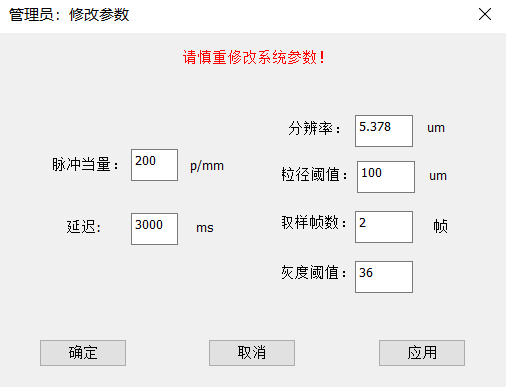 管理员：修改参数
请慎重修改系统参数！
分辨率： 5.378 um
脉冲当量： 200 p/mm
粒径阈值： 100 um
延迟: 3000 ms
取样帧数： 2 帧
灰度阈值： 36
确定 取消 应用